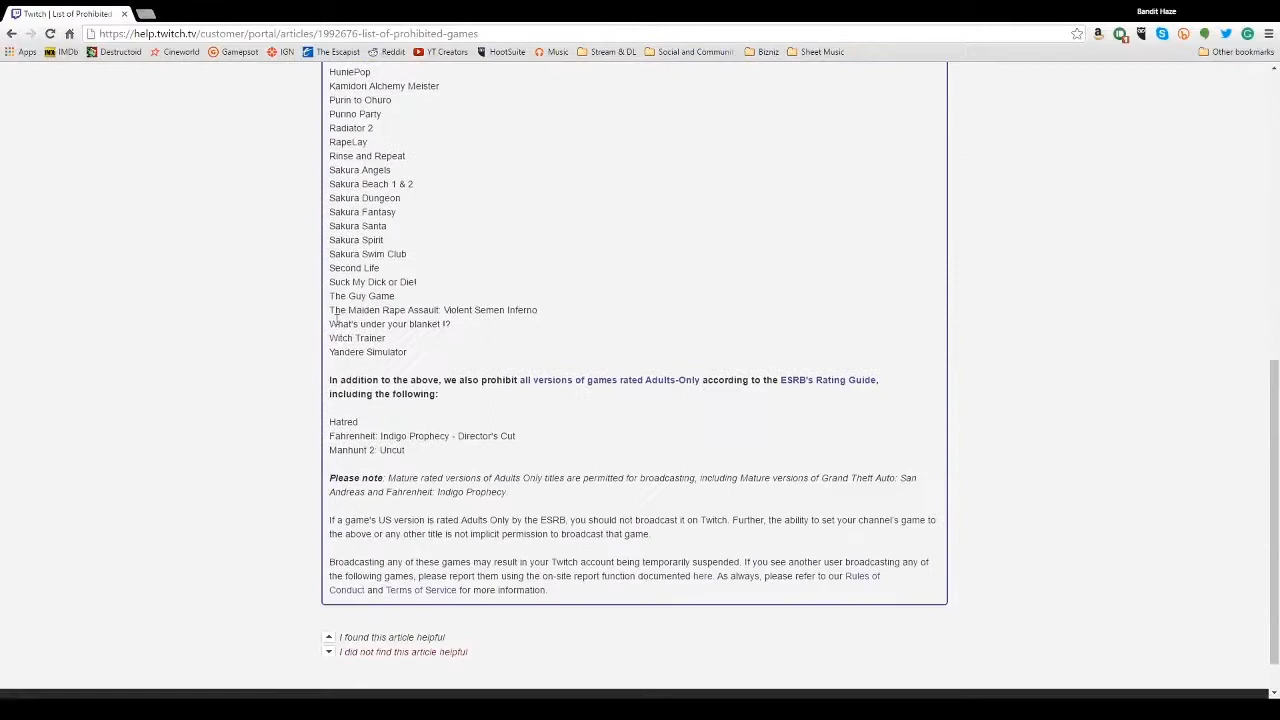 Twitch | List of Prohibited
Bandit Haze
https://help.twitch.tv/customer/portal/articles/1992676-list-of-prohibited-games
Apps IMDb Destructoid Cineworld Gamepsot IGN The Escapist Reddit YT Creators HootSuite Music Stream & DL Social and Communit Bizniz Sheet Music Other bookmarks
HuniePop
Kamidori Alchemy Meister
Purin to Ohuro
Purino Party
Radiator 2
RapeLay
Rinse and Repeat
Sakura Angels
Sakura Beach 1 & 2
Sakura Dungeon
Sakura Fantasy
Sakura Santa
Sakura Spirit
Sakura Swim Club
Second Life
Suck My Dick or Die!
The Guy Game
The Maiden Rape Assault: Violent Semen Inferno
What's under your blanket !?
Witch Trainer
Yandere Simulator
In addition to the above, we also prohibit all versions of games rated Adults-Only according to the ESRB's Rating Guide,
including the following:
Hatred
Fahrenheit: Indigo Prophecy - Director's Cut
Manhunt 2: Uncut
Please note: Mature rated versions of Adults Only titles are permitted for broadcasting, including Mature versions of Grand Theft Auto: San
Andreas and Fahrenheit: Indigo Prophecy.
If a game's US version is rated Adults Only by the ESRB, you should not broadcast it on Twitch. Further, the ability to set your channel's game to
the above or any other title is not implicit permission to broadcast that game.
Broadcasting any of these games may result in your Twitch account being temporarily suspended. If you see another user broadcasting any of
the following games, please report them using the on-site report function documented here. As always, please refer to our Rules of
Conduct and Terms of Service for more information.
I found this article helpful
I did not find this article helpful